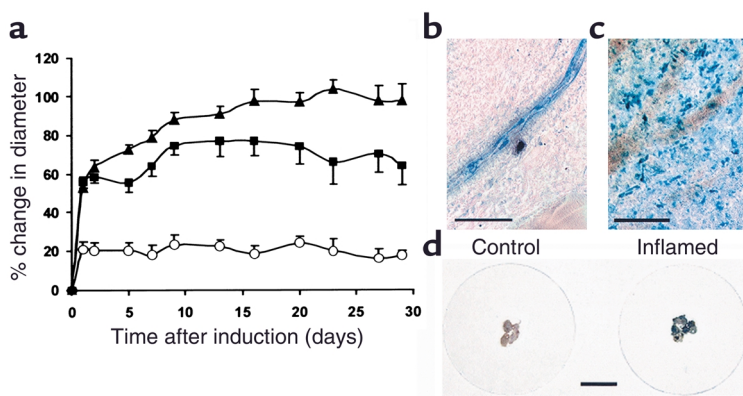 a
120
100
80
60
40
20
0
% change in diameter
0 5 10 15 20 25 30
Time after induction (days)
b
c
d
Control
Inflamed